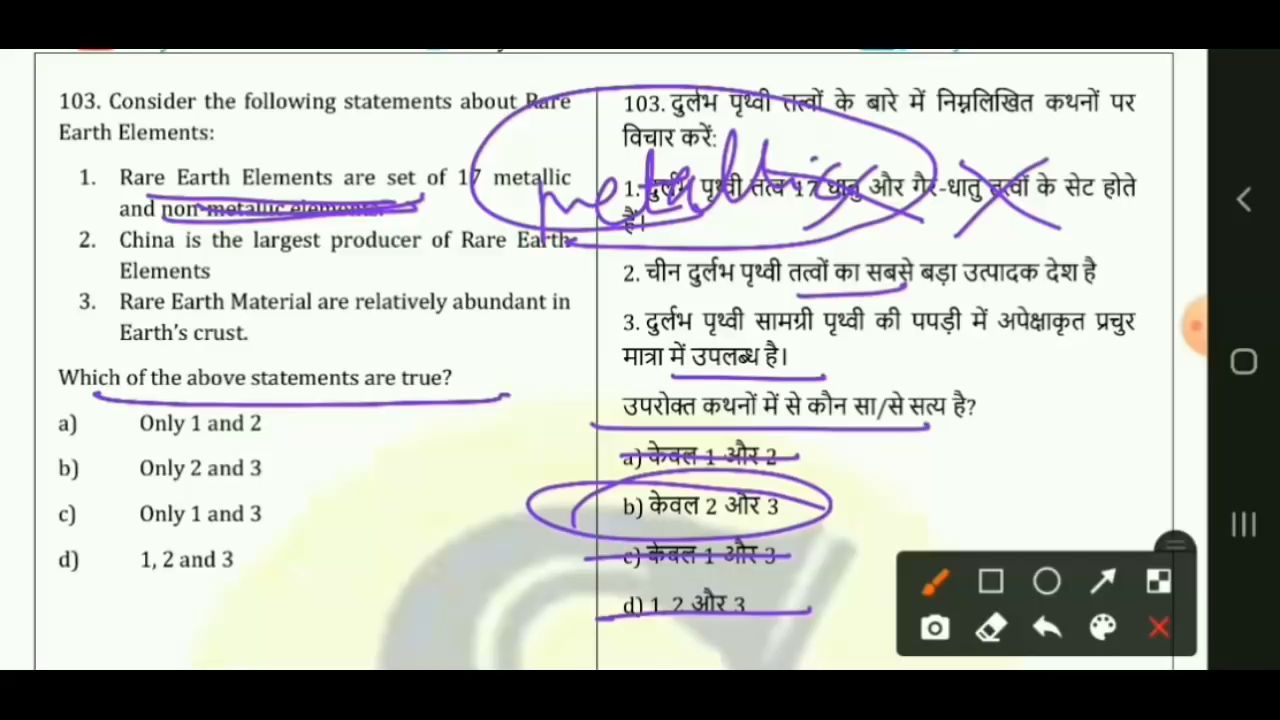 103. Consider the following statements about Rare
Earth Elements:
1. Rare Earth Elements are set of 17 metallic
and non-metallic elements.
2. China is the largest producer of Rare Earth
Elements
3. Rare Earth Material are relatively abundant in
Earth's crust.
Which of the above statements are true?
a) Only 1 and 2
b) Only 2 and 3
c) Only 1 and 3
d) 1, 2 and 3
103. दुर्लभ पृथ्वी तत्वों के बारे में निम्नलिखित कथनों पर
विचार करें:
metallic
1. दुर्लभ पृथ्वी तत्व 17 धातु और गैर-धातु तत्वों के सेट होते
हैं।
2. चीन दुर्लभ पृथ्वी तत्वों का सबसे बड़ा उत्पादक देश है
3. दुर्लभ पृथ्वी सामग्री पृथ्वी की पपड़ी में अपेक्षाकृत प्रचुर
मात्रा में उपलब्ध है।
उपरोक्त कथनों में से कौन सा/से सत्य है?
a) केवल 1 और 2
b) केवल 2 और 3
c) केवल 1 और 3
d) 1, 2 और 3